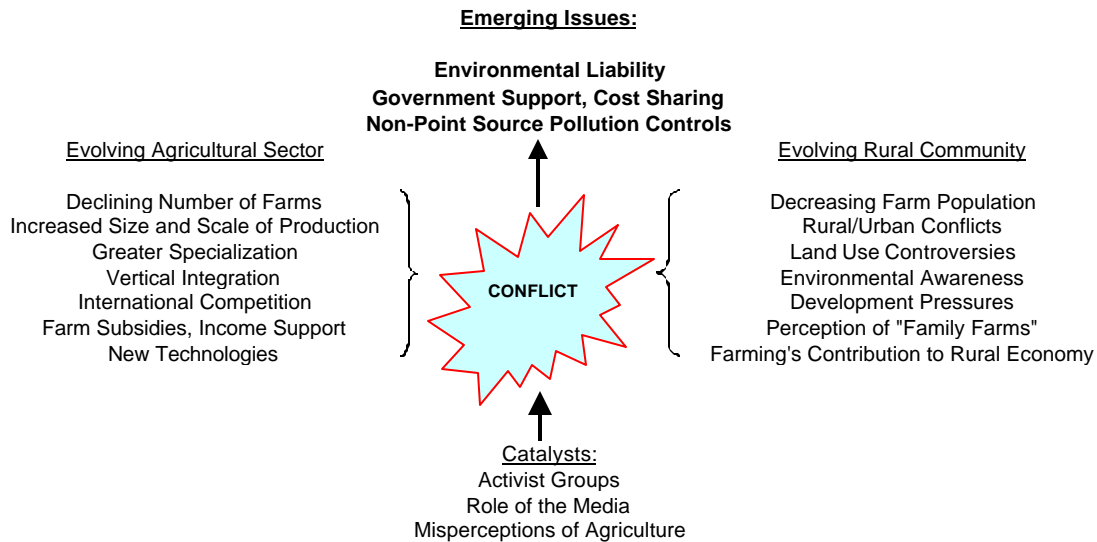 Emerging Issues:
Environmental Liability
Government Support, Cost Sharing
Non-Point Source Pollution Controls
Evolving Agricultural Sector
Declining Number of Farms
Increased Size and Scale of Production
Greater Specialization
Vertical Integration
International Competition
Farm Subsidies, Income Support
New Technologies
CONFLICT
Evolving Rural Community
Decreasing Farm Population
Rural/Urban Conflicts
Land Use Controversies
Environmental Awareness
Development Pressures
Perception of "Family Farms"
Farming's Contribution to Rural Economy
Catalysts:
Activist Groups
Role of the Media
Misperceptions of Agriculture